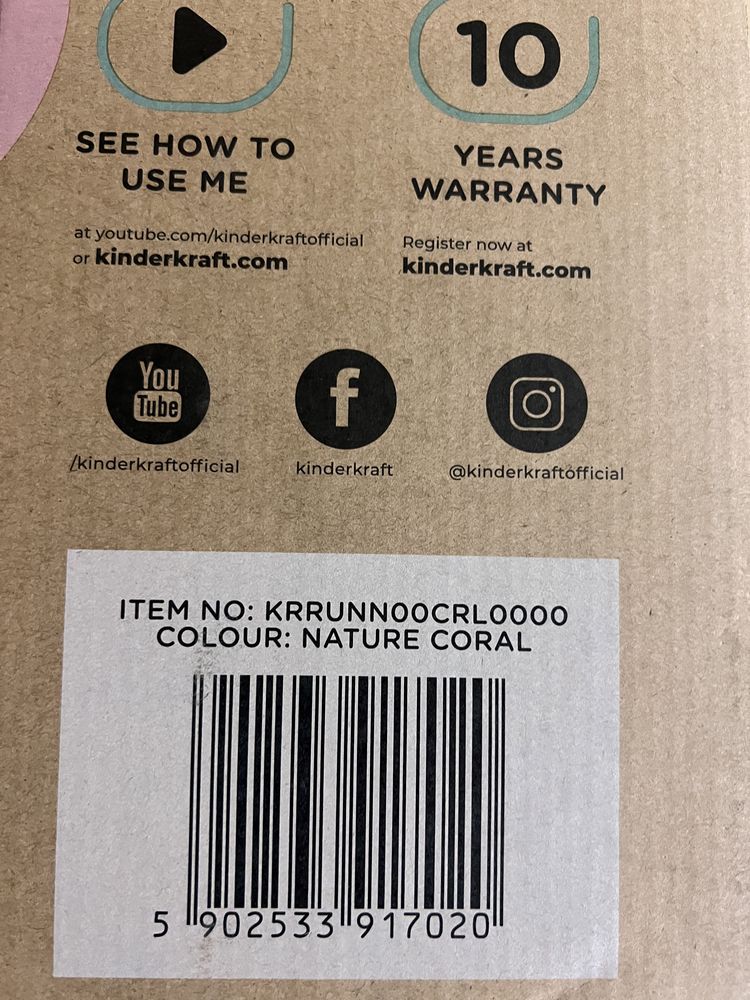 10
SEE HOW TO
USE ME
YEARS
WARRANTY
at youtube.com/kinderkraftofficial
or kinderkraft.com
Register now at
kinderkraft.com
You
Tube
f
/kinderkraftofficial
kinderkraft
@kinderkraftofficial
ITEM NO: KRRUNN00CRL0000
COLOUR: NATURE CORAL
5 902533 917020